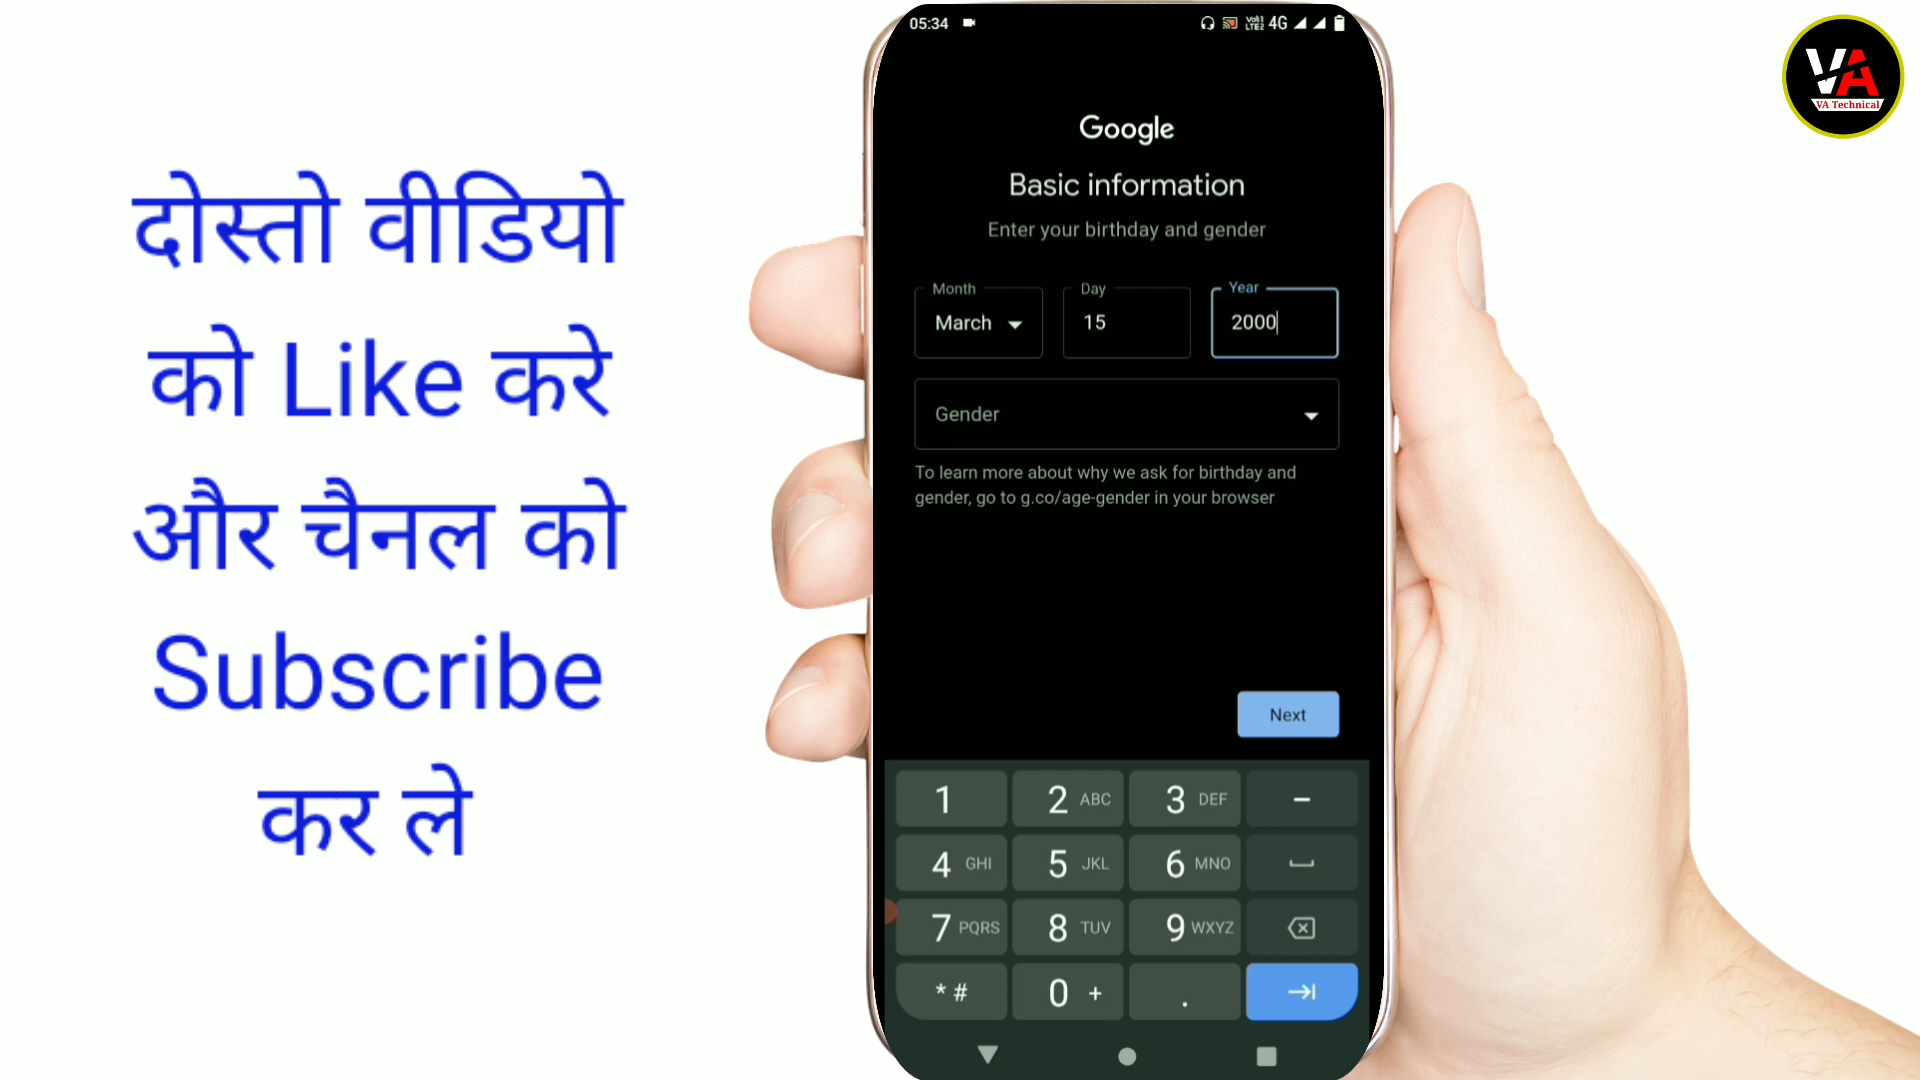 दोस्तो वीडियो
को Like करे
और चैनल को
Subscribe
कर ले
05:34
4G
Google
Basic information
Enter your birthday and gender
Month
March
Day
15
Year
2000
Gender
To learn more about why we ask for birthday and
gender, go to g.co/age-gender in your browser
Next
1
2 ABC
3 DEF
-
4 GHI
5 JKL
6 MNO
7 PQRS
8 TUV
9 WXYZ
* #
0 +
.
VA
VA Technical